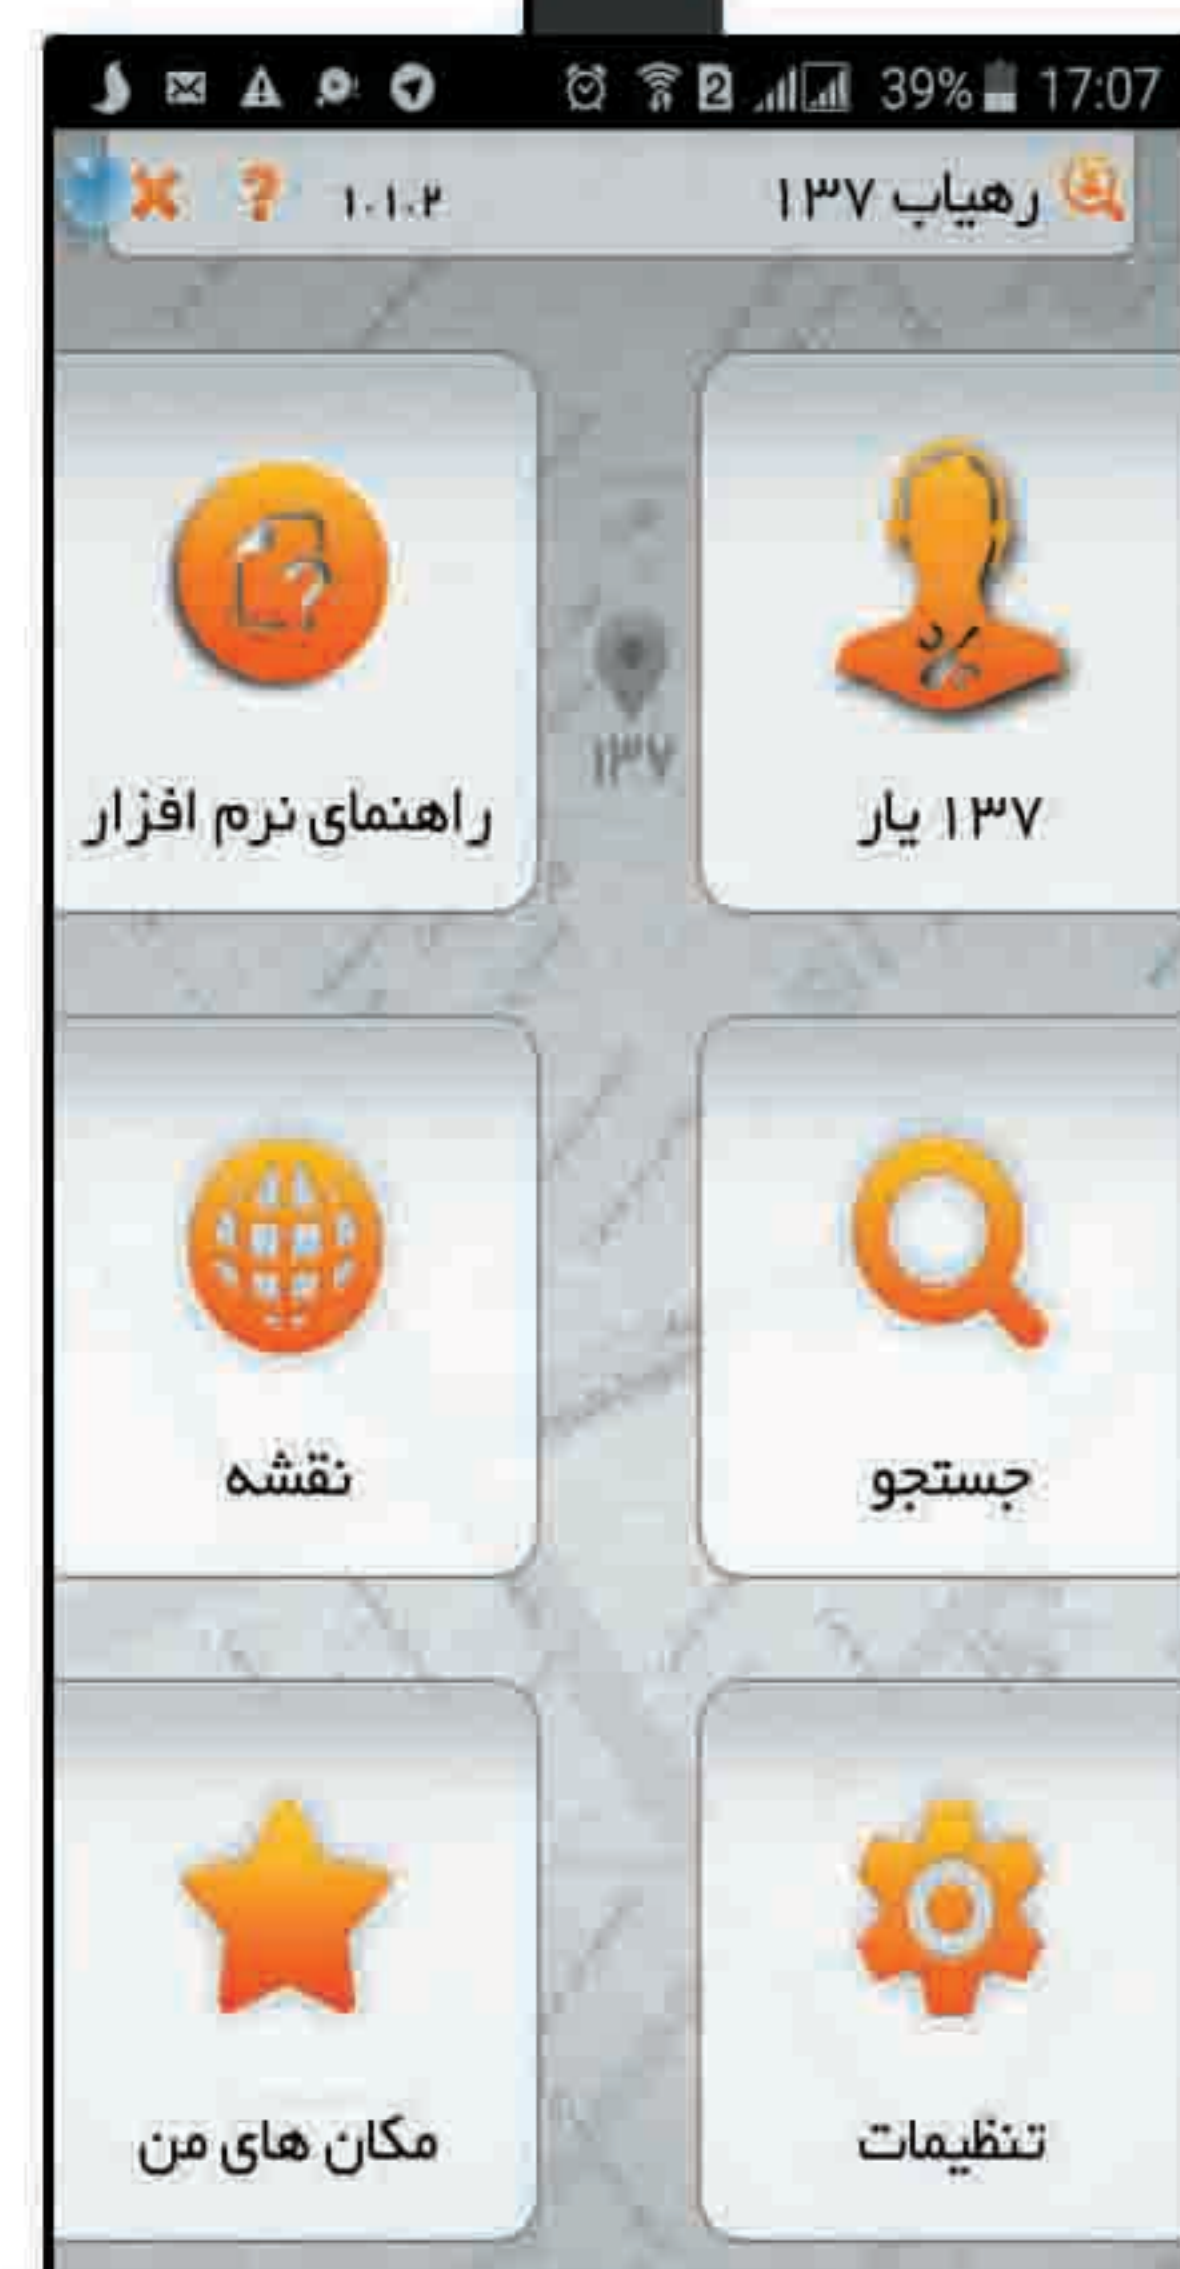 39% 17:07
رهیاب ۱۳۷
۱.۱.۲
۱۳۷ یار
راهنمای نرم افزار
۱۳۷
جستجو
نقشه
تنظیمات
مکان های من